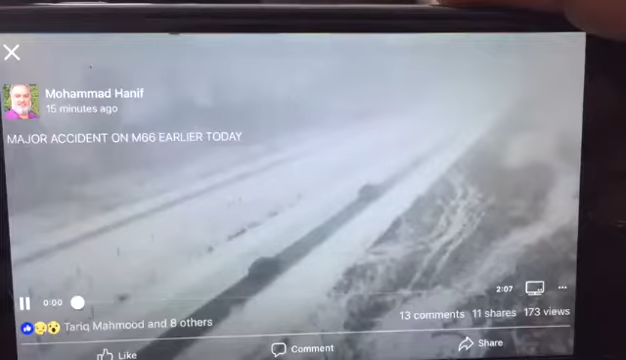 Mohammad Hanif
15 minutes ago
MAJOR ACCIDENT ON M66 EARLIER TODAY
0:00
2:07
Tariq Mahmood and 8 others
13 comments 11 shares 173 views
Like Comment Share